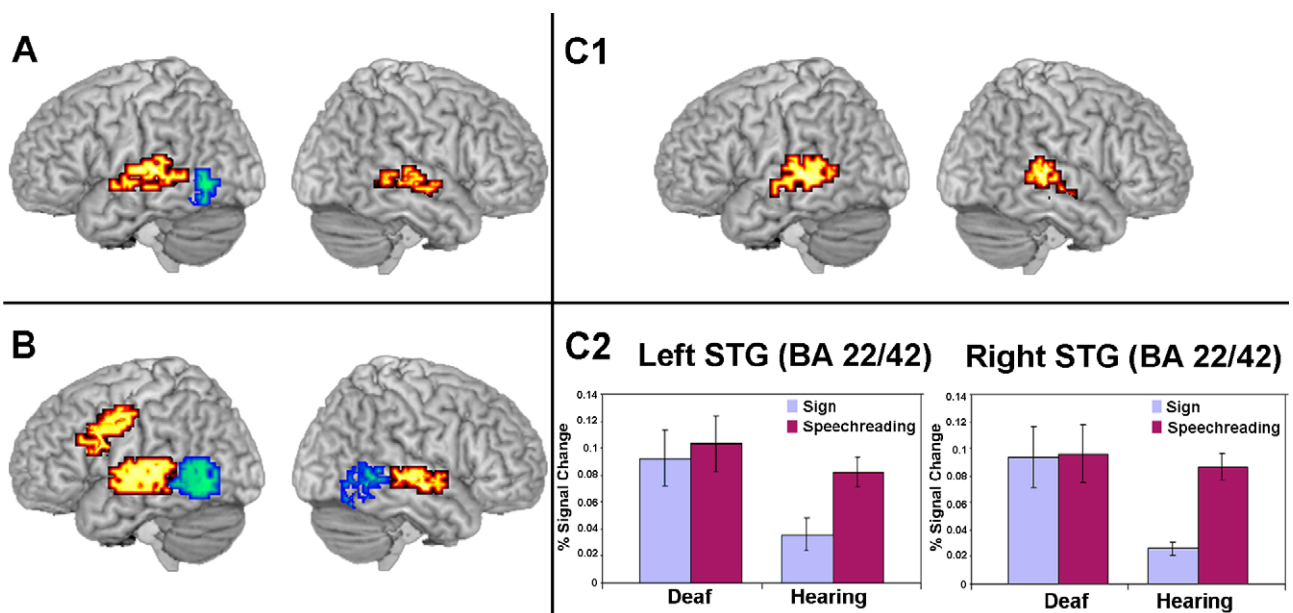 A
C1
B
C2
Left STG (BA 22/42)
% Signal Change
0.14
0.12
0.1
0.08
0.06
0.04
0.02
0
Sign
Speechreading
Deaf
Hearing
Right STG (BA 22/42)
% Signal Change
0.14
0.12
0.1
0.08
0.06
0.04
0.02
0
Sign
Speechreading
Deaf
Hearing